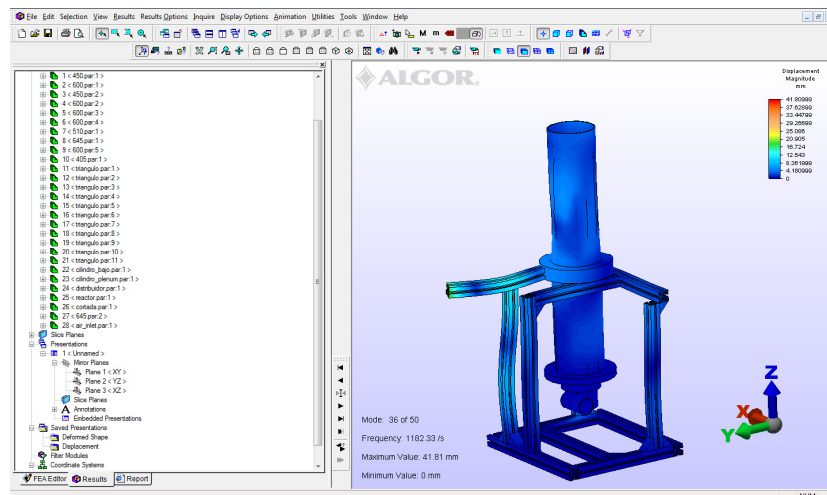 File Edit Selection View Results Results Options Inquire Display Options Animation Utilities Tools Window Help
1 < 450.par:1 >
2 < 600.par:1 >
3 < 450.par:2 >
4 < 600.par:2 >
5 < 600.par:3 >
6 < 600.par:4 >
7 < 510.par:1 >
8 < 645.par:1 >
9 < 600.par:5 >
10 < 405.par:1 >
11 < triangulo.par:1 >
12 < triangulo.par:2 >
13 < triangulo.par:3 >
14 < triangulo.par:4 >
15 < triangulo.par:5 >
16 < triangulo.par:6 >
17 < triangulo.par:7 >
18 < triangulo.par:8 >
19 < triangulo.par:9 >
20 < triangulo.par:10 >
21 < triangulo.par:11 >
22 < cilindro_bajo.par:1 >
23 < cilindro_plenum.par:1 >
24 < distribuidor.par:1 >
25 < reactor.par:1 >
26 < cortada.par:1 >
27 < 645.par:2 >
28 < air_inlet.par:1 >
Slice Planes
Presentations
1 < Unnamed >
Mirror Planes
Plane 1 < XY >
Plane 2 < YZ >
Plane 3 < XZ >
Slice Planes
Annotations
Embedded Presentations
Saved Presentations
Deformed Shape
Displacement
Filter Modules
Coordinate Systems
FEA Editor Results Report
ALGOR.
Displacement
Magnitude
mm
41.80999
37.62899
33.44799
29.26699
25.086
20.905
16.724
12.543
8.361999
4.180999
0
Mode: 36 of 50
Frequency: 1182.33 /s
Maximum Value: 41.81 mm
Minimum Value: 0 mm
Z
X
Y
NUM